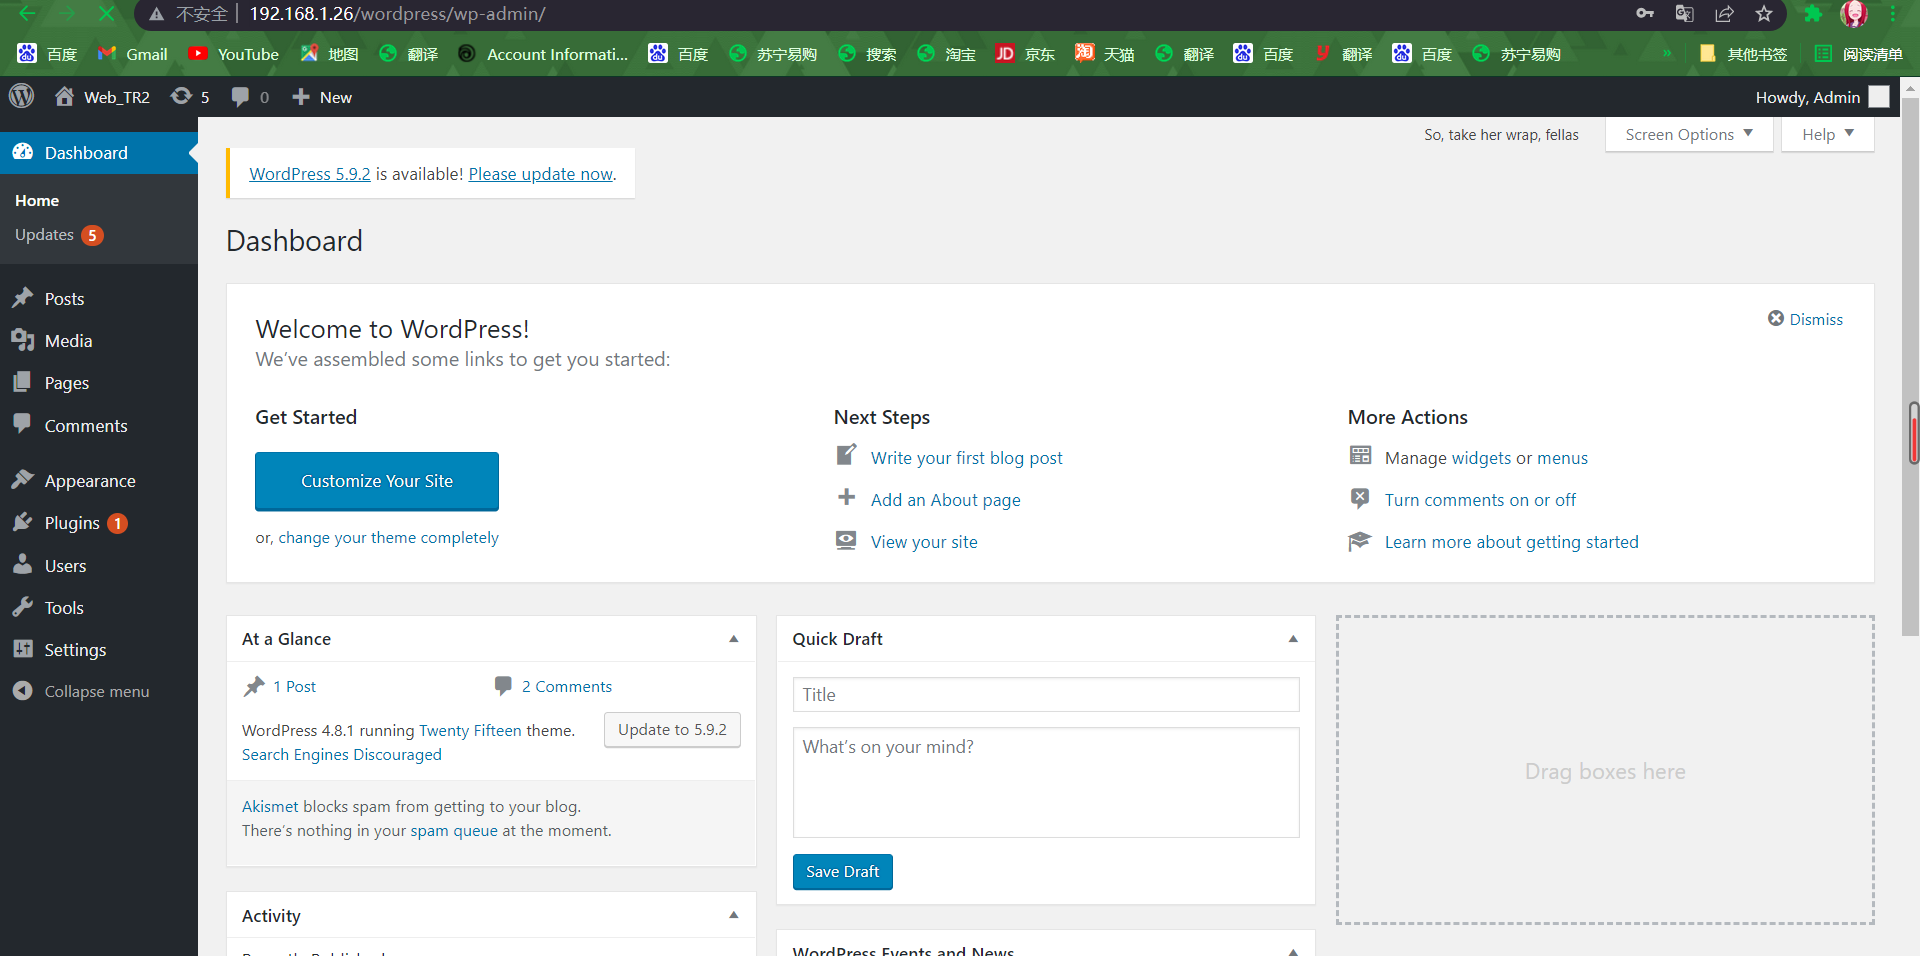 不安全 192.168.1.26/wordpress/wp-admin/
百度 Gmail YouTube 地图 翻译 Account Informati... 百度 苏宁易购 搜索 淘宝 JD 京东 淘 天猫 翻译 百度 翻译 百度 苏宁易购 » 其他书签 阅读清单
Web_TR2 5 0 New Howdy, Admin
So, take her wrap, fellas Screen Options Help
Dashboard
Home
Updates 5
Posts
Media
Pages
Comments
Appearance
Plugins 1
Users
Tools
Settings
Collapse menu
WordPress 5.9.2 is available! Please update now.
Dashboard
Welcome to WordPress!
Dismiss
We’ve assembled some links to get you started:
Get Started
Customize Your Site
or, change your theme completely
Next Steps
Write your first blog post
Add an About page
View your site
More Actions
Manage widgets or menus
Turn comments on or off
Learn more about getting started
At a Glance
1 Post 2 Comments
WordPress 4.8.1 running Twenty Fifteen theme. Update to 5.9.2
Search Engines Discouraged
Akismet blocks spam from getting to your blog.
There’s nothing in your spam queue at the moment.
Activity
Quick Draft
Title
What’s on your mind?
Save Draft
WordPress Events and News
Drag boxes here